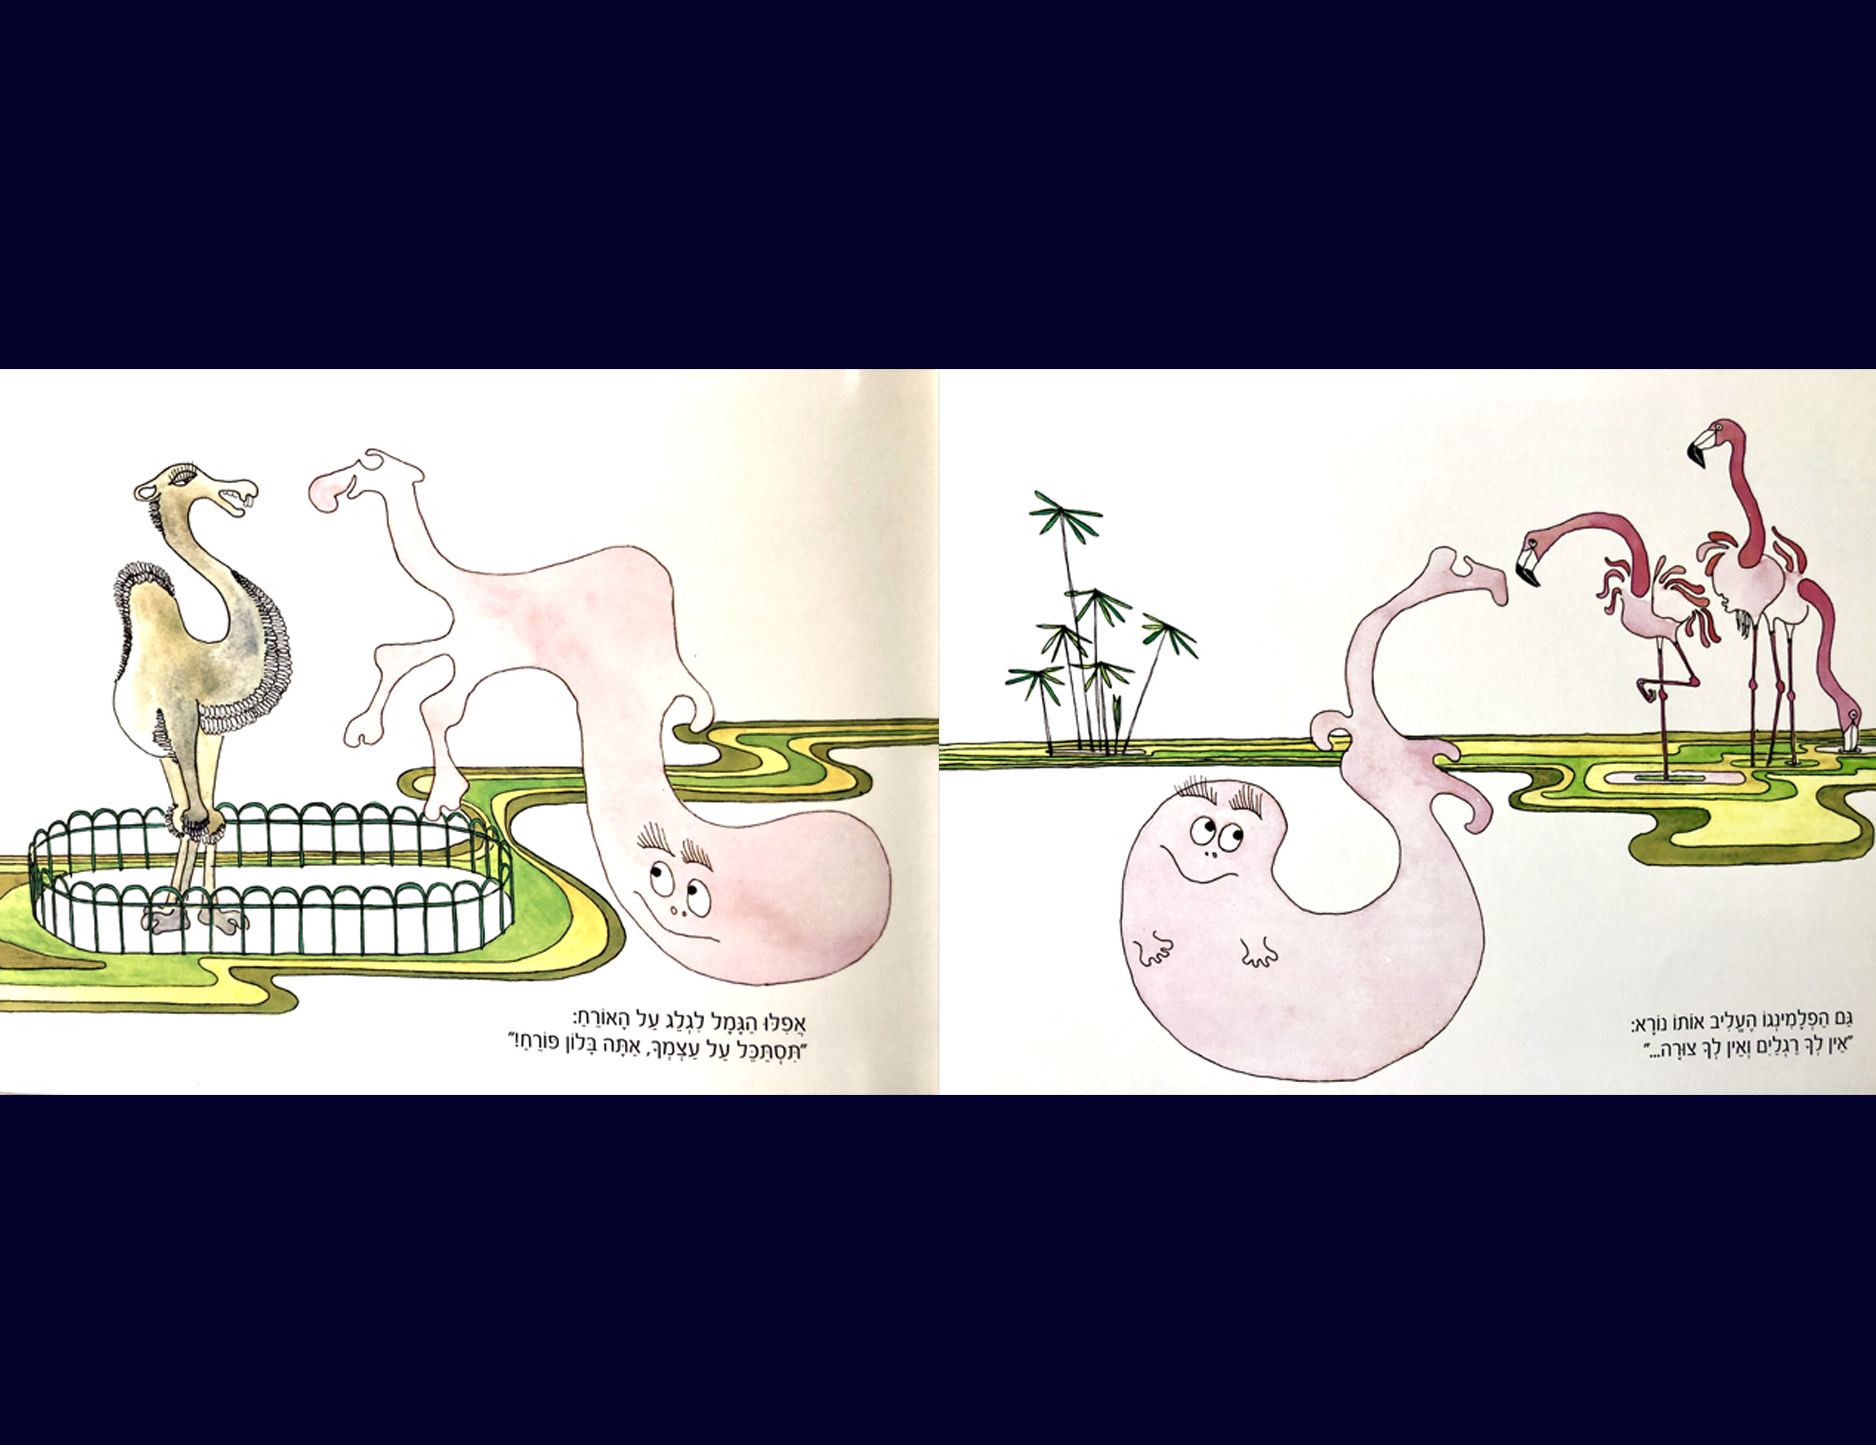 גַּם הַפְלָמִינְגוֹ הֶעֱלִיב אוֹתוֹ נוֹרָא:
"אֵין לְךָ רַגְלַיִם וְאֵין לְךָ צוּרָה..."
אֲפִלּוּ הַגָּמָל לִגְלֵג עַל הָאוֹרֵחַ:
"תִּסְתַּכֵּל עַל עַצְמְךָ, אַתָּה בָּלוֹן פּוֹרֵחַ!"